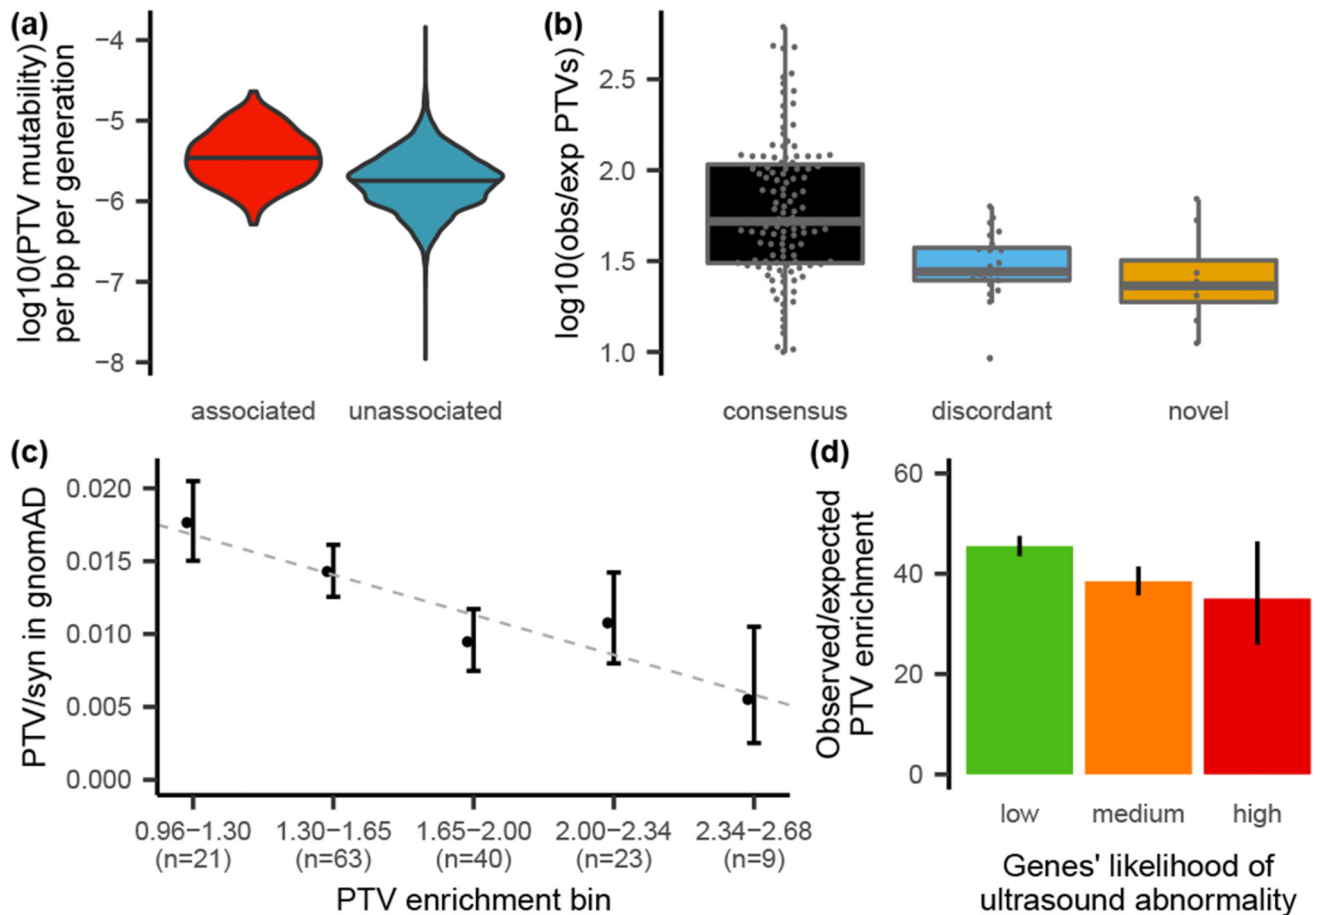 (a)
log10(PTV mutability)
per bp per generation
−4
−5
−6
−7
−8
associated
unassociated
(b)
log10(obs/exp PTVs)
2.5
2.0
1.5
1.0
consensus
discordant
novel
(c)
PTV/syn in gnomAD
0.020
0.015
0.010
0.005
0.000
0.96−1.30
(n=21)
1.30−1.65
(n=63)
1.65−2.00
(n=40)
2.00−2.34
(n=23)
2.34−2.68
(n=9)
PTV enrichment bin
(d)
Observed/expected
PTV enrichment
60
40
20
0
low
medium
high
Genes' likelihood of
ultrasound abnormality